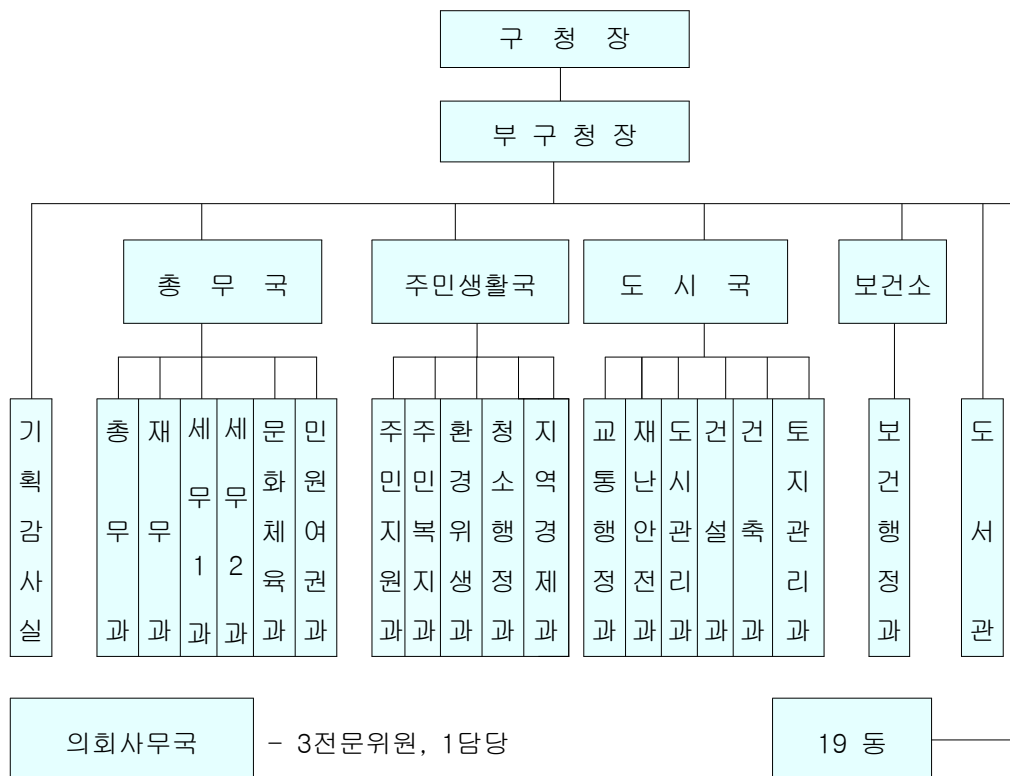 구 청 장
부 구 청 장
총 무 국
주민생활국
도 시 국
보건소
기획감사실
총무과
재무과
세무1과
세무2과
문화체육과
민원여권과
주민지원과
주민복지과
환경위생과
청소행정과
지역경제과
교통행정과
재난안전과
도시관리과
건설과
건축과
토지관리과
보건행정과
도서관
의회사무국
- 3전문위원, 1담당
19 동